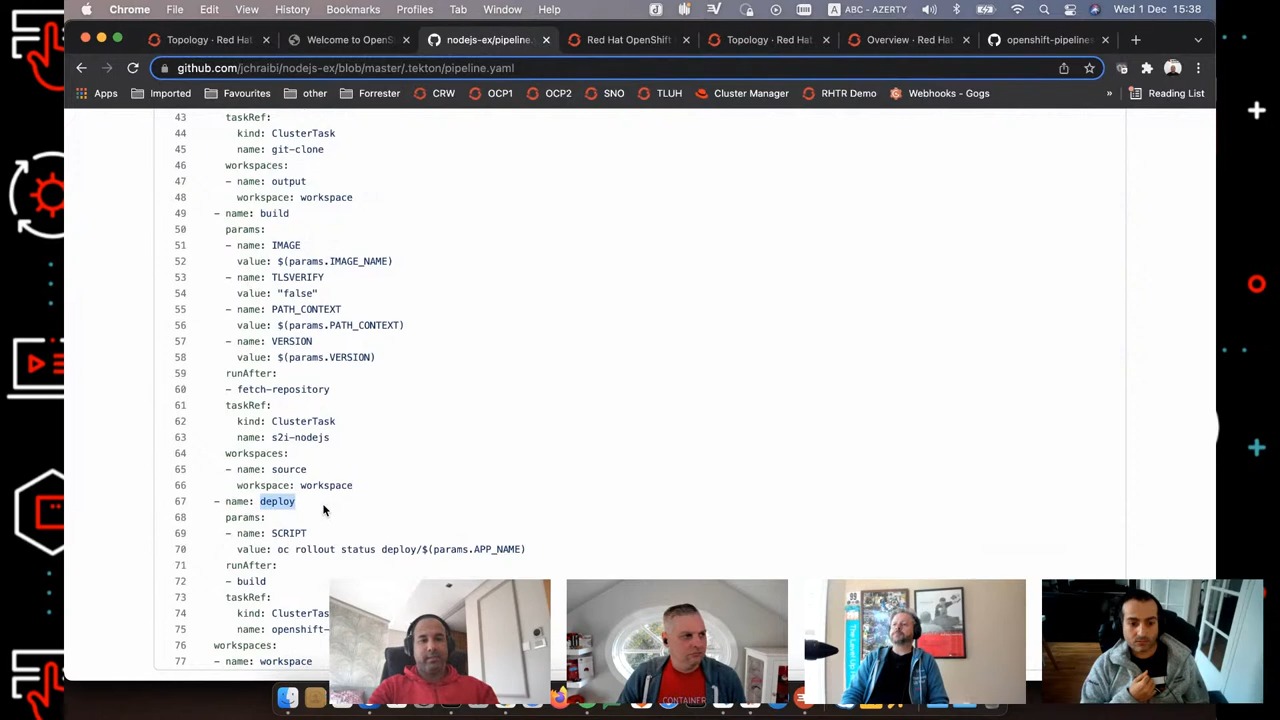 Chrome File Edit View History Bookmarks Profiles Tab Window Help ABC - AZERTY Wed 1 Dec 15:38
Topology · Red Hat Welcome to OpenS nodejs-ex/pipeline.y Red Hat OpenShift Topology · Red Hat Overview · Red Hat openshift-pipelines
github.com/jchraibi/nodejs-ex/blob/master/.tekton/pipeline.yaml
Apps Imported Favourites other Forrester CRW OCP1 OCP2 SNO TLUH Cluster Manager RHTR Demo Webhooks - Gogs » Reading List
43 taskRef:
44 kind: ClusterTask
45 name: git-clone
46 workspaces:
47 - name: output
48 workspace: workspace
49 - name: build
50 params:
51 - name: IMAGE
52 value: $(params.IMAGE_NAME)
53 - name: TLSVERIFY
54 value: "false"
55 - name: PATH_CONTEXT
56 value: $(params.PATH_CONTEXT)
57 - name: VERSION
58 value: $(params.VERSION)
59 runAfter:
60 - fetch-repository
61 taskRef:
62 kind: ClusterTask
63 name: s2i-nodejs
64 workspaces:
65 - name: source
66 workspace: workspace
67 - name: deploy
68 params:
69 - name: SCRIPT
70 value: oc rollout status deploy/$(params.APP_NAME)
71 runAfter:
72 - build
73 taskRef:
74 kind: ClusterTas
75 name: openshift-
76 workspaces:
77 - name: workspace
CONTAINER
The Level Up